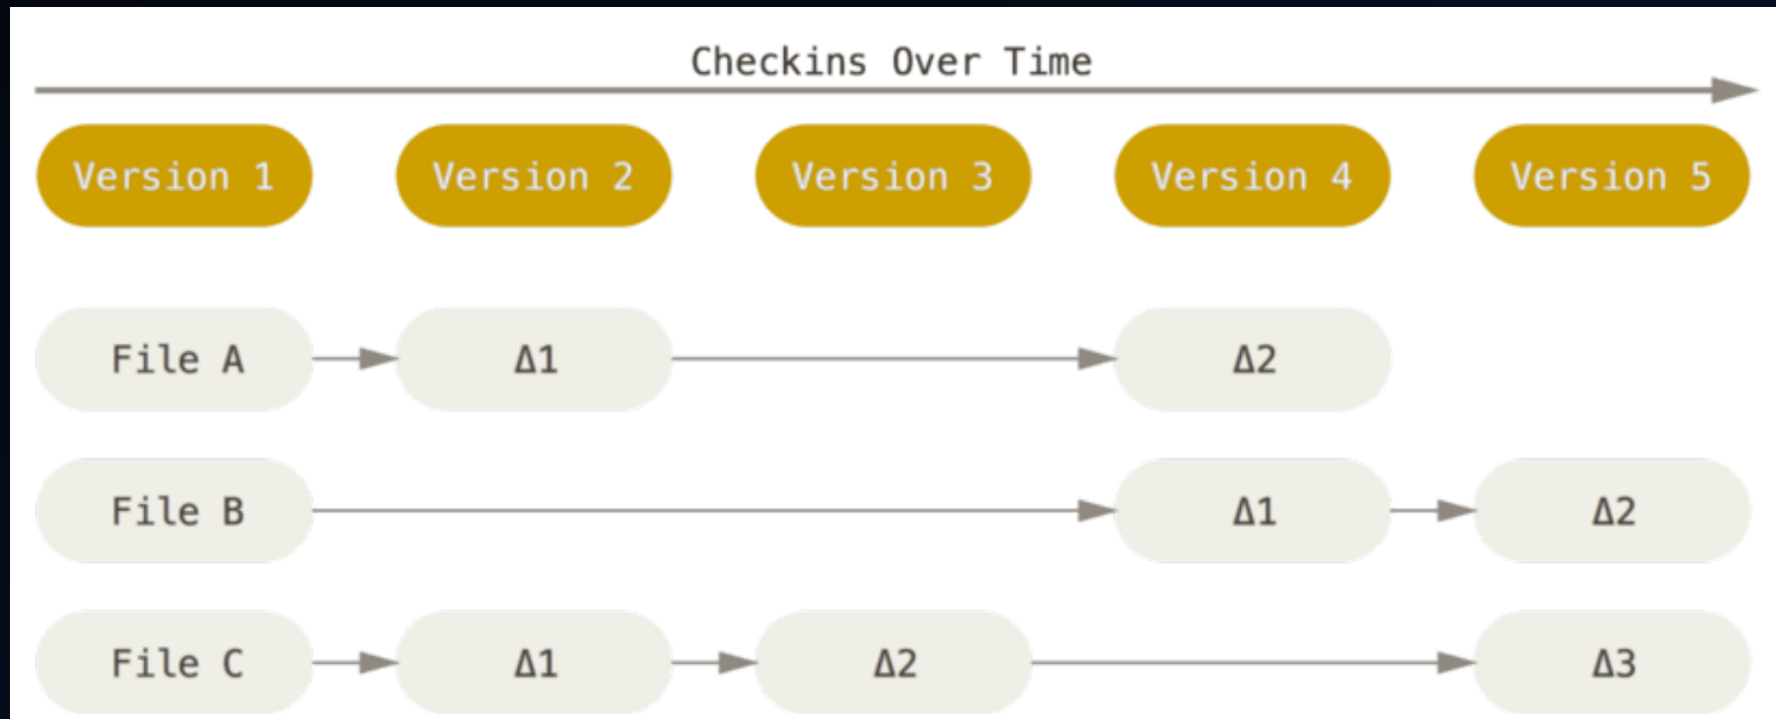 Checkins Over Time
Version 1 Version 2 Version 3 Version 4 Version 5
File A Δ1 Δ2
File B Δ1 Δ2
File C Δ1 Δ2 Δ3